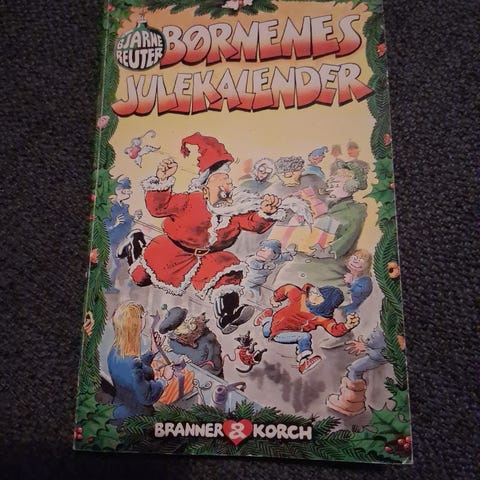 BJARNE
REUTER
BØRNENES
JULEKALENDER
BRANNER & KORCH